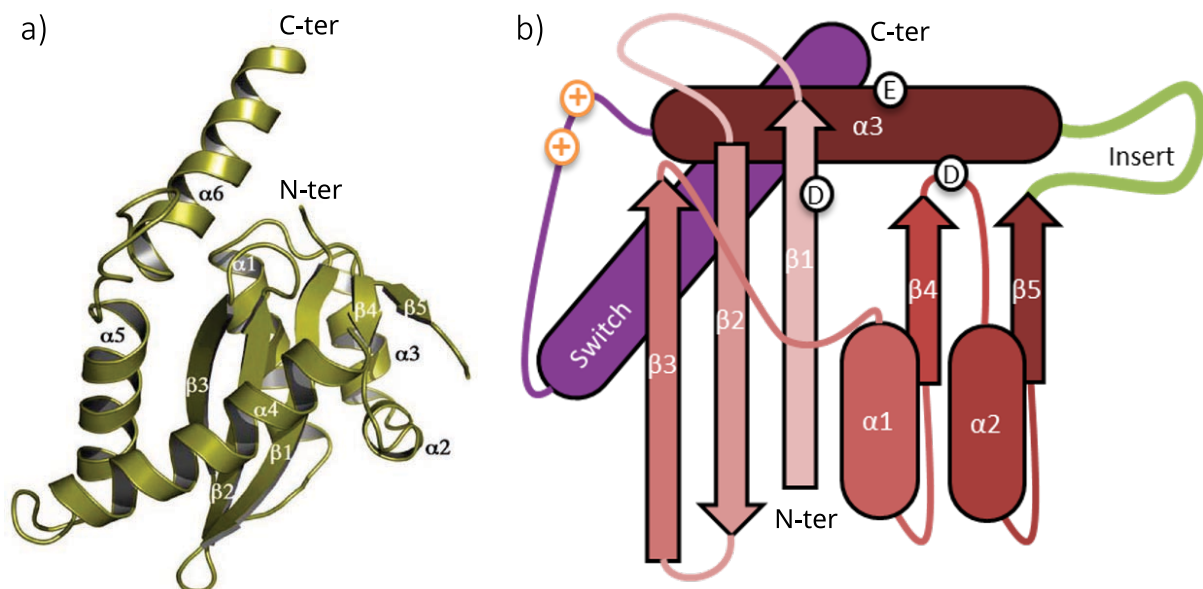 a)
C-ter
N-ter
α6
α1
α5
β4
β5
α3
β3
α4
α2
β1
β2
b)
C-ter
+
E
α3
+
Insert
D
D
β1
β4
β5
β2
Switch
β3
α1
α2
N-ter